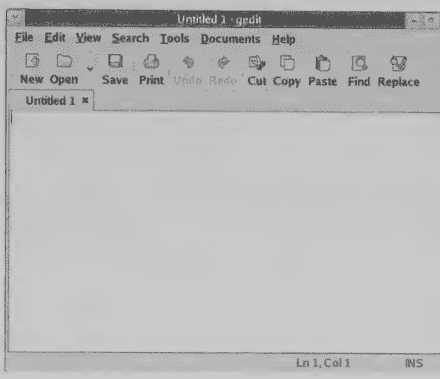 Untitled 1 - gedit
File Edit View Search Tools Documents Help
New Open Save Print Undo Redo Cut Copy Paste Find Replace
Untitled 1 ×
Ln 1, Col 1 INS